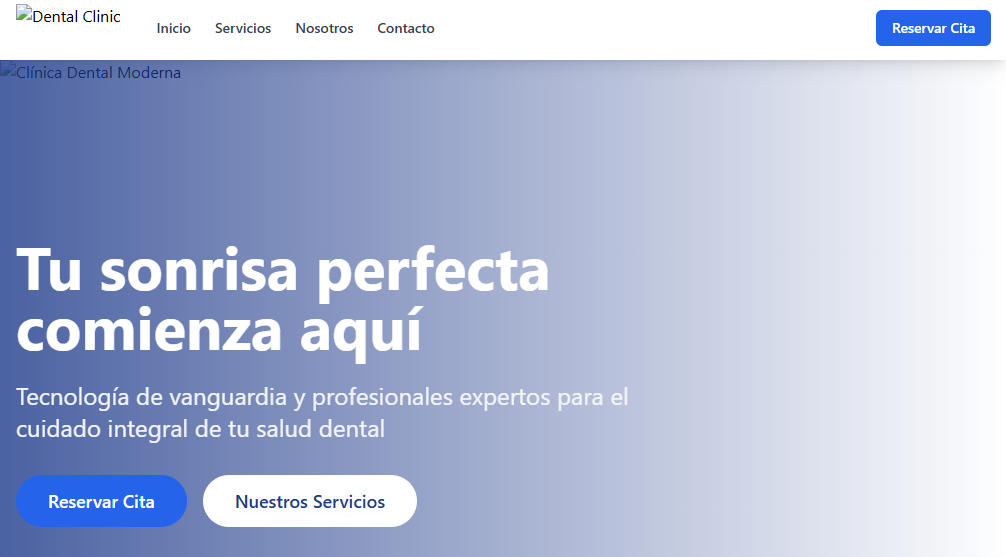 Dental Clinic
Inicio
Servicios
Nosotros
Contacto
Reservar Cita
Clínica Dental Moderna
Tu sonrisa perfecta
comienza aquí
Tecnología de vanguardia y profesionales expertos para el
cuidado integral de tu salud dental
Reservar Cita
Nuestros Servicios